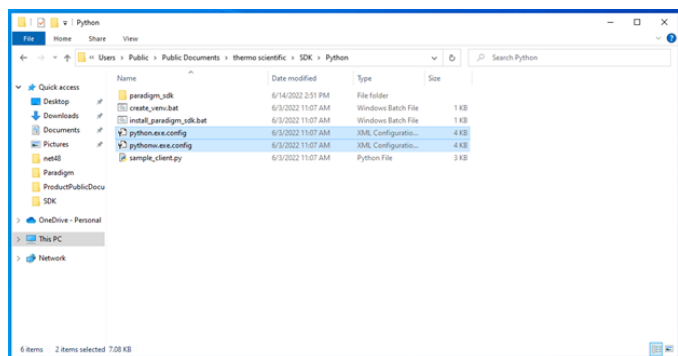 Python
File Home Share View
Users > Public > Public Documents > thermo scientific > SDK > Python
Search Python
Name Date modified Type Size
Quick access
Desktop
Downloads
Documents
Pictures
net48
Paradigm
ProductPublicDocu
SDK
OneDrive - Personal
This PC
Network
paradigm_sdk 6/14/2022 2:51 PM File folder
create_venv.bat 6/3/2022 11:07 AM Windows Batch File 1 KB
install_paradigm_sdk.bat 6/3/2022 11:07 AM Windows Batch File 1 KB
python.exe.config 6/3/2022 11:07 AM XML Configuratio... 4 KB
pythonw.exe.config 6/3/2022 11:07 AM XML Configuratio... 4 KB
sample_client.py 6/3/2022 11:07 AM Python File 3 KB
6 items 2 items selected 7.08 KB